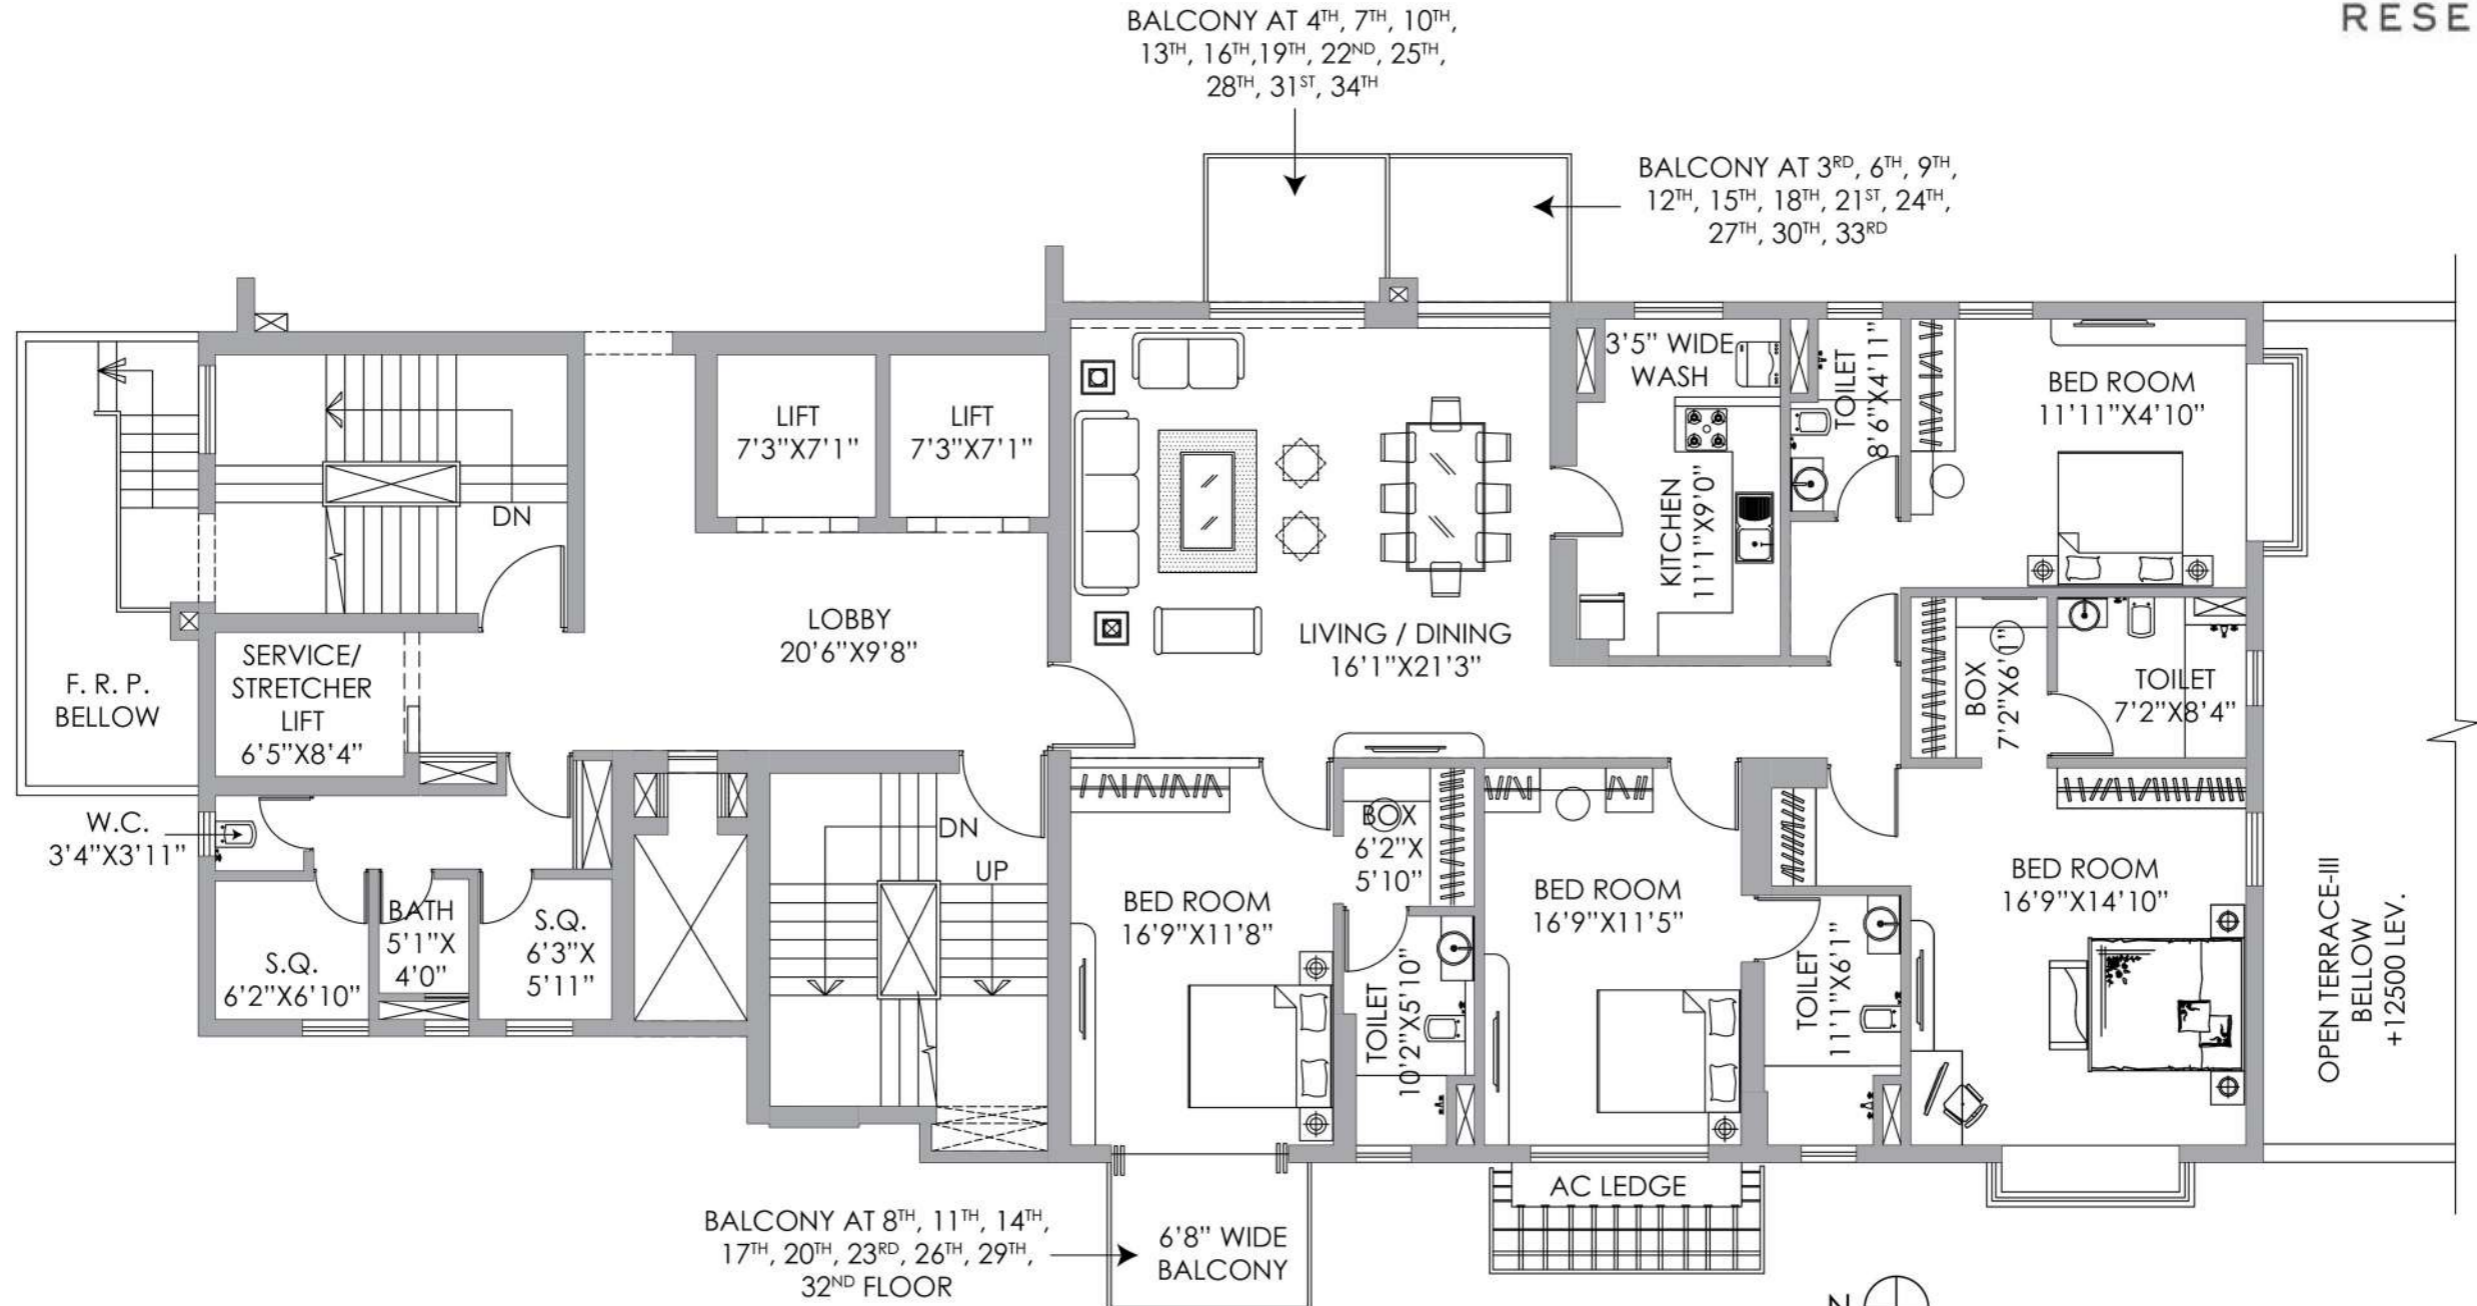 RESE
BALCONY AT 4TH, 7TH, 10TH,
13TH, 16TH,19TH, 22ND, 25TH,
28TH, 31ST, 34TH
BALCONY AT 3RD, 6TH, 9TH,
12TH, 15TH, 18TH, 21ST, 24TH,
27TH, 30TH, 33RD
LIFT
7'3"X7'1"
LIFT
7'3"X7'1"
3'5" WIDE
WASH
TOILET
8'6"X4'11"
BED ROOM
11'11"X4'10"
KITCHEN
11'1"X9'0"
DN
LOBBY
20'6"X9'8"
LIVING / DINING
16'1"X21'3"
SERVICE/
STRETCHER
LIFT
6'5"X8'4"
F. R. P.
BELLOW
BOX
7'2"X6'1"
TOILET
7'2"X8'4"
W.C.
3'4"X3'11"
DN
UP
BOX
6'2"X
5'10"
BED ROOM
16'9"X11'8"
BED ROOM
16'9"X11'5"
BED ROOM
16'9"X14'10"
S.Q.
6'2"X6'10"
BATH
5'1"X
4'0"
S.Q.
6'3"X
5'11"
TOILET
10'2"X5'10"
TOILET
11'1"X6'1"
OPEN TERRACE-III
BELLOW
+12500 LEV.
AC LEDGE
BALCONY AT 8TH, 11TH, 14TH,
17TH, 20TH, 23RD, 26TH, 29TH,
32ND FLOOR
6'8" WIDE
BALCONY
N